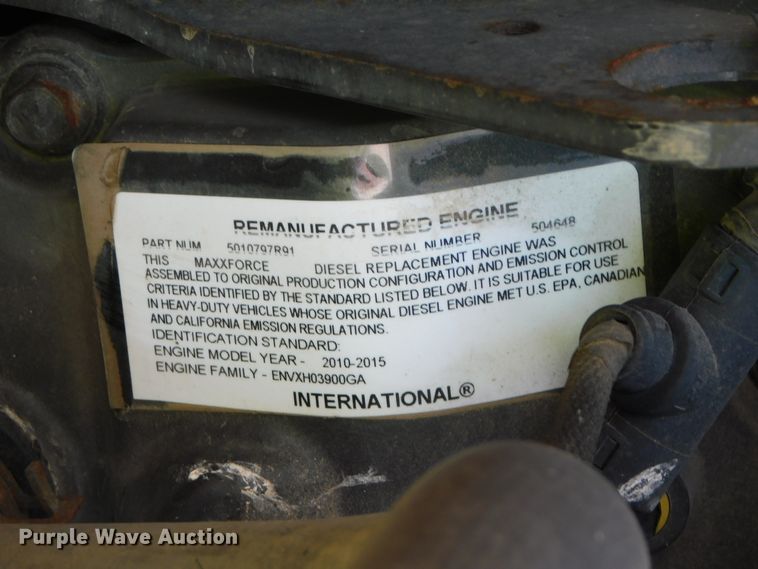 REMANUFACTURED ENGINE
PART NUM 5010797R91 SERIAL NUMBER 504648
THIS MAXXFORCE DIESEL REPLACEMENT ENGINE WAS
ASSEMBLED TO ORIGINAL PRODUCTION CONFIGURATION AND EMISSION CONTROL
CRITERIA IDENTIFIED BY THE STANDARD LISTED BELOW. IT IS SUITABLE FOR USE
IN HEAVY-DUTY VEHICLES WHOSE ORIGINAL DIESEL ENGINE MET U.S. EPA, CANADIAN
AND CALIFORNIA EMISSION REGULATIONS.
IDENTIFICATION STANDARD:
ENGINE MODEL YEAR - 2010-2015
ENGINE FAMILY - ENVXH03900GA
INTERNATIONAL®
Purple Wave Auction